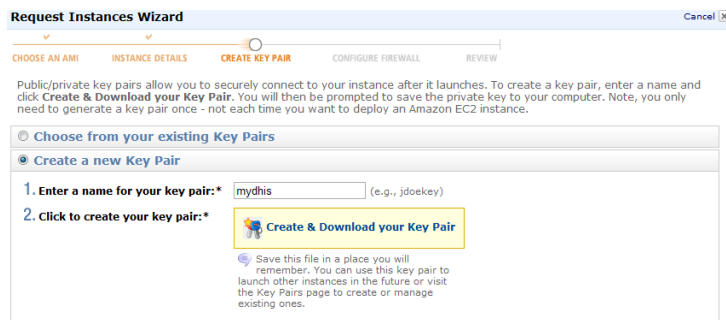 Request Instances Wizard
Cancel
CHOOSE AN AMI INSTANCE DETAILS CREATE KEY PAIR CONFIGURE FIREWALL REVIEW
Public/private key pairs allow you to securely connect to your instance after it launches. To create a key pair, enter a name and
click Create & Download your Key Pair. You will then be prompted to save the private key to your computer. Note, you only
need to generate a key pair once - not each time you want to deploy an Amazon EC2 instance.
Choose from your existing Key Pairs
Create a new Key Pair
1. Enter a name for your key pair:* mydhis (e.g., jdoekey)
2. Click to create your key pair:*
Create & Download your Key Pair
Save this file in a place you will
remember. You can use this key pair to
launch other instances in the future or visit
the Key Pairs page to create or manage
existing ones.